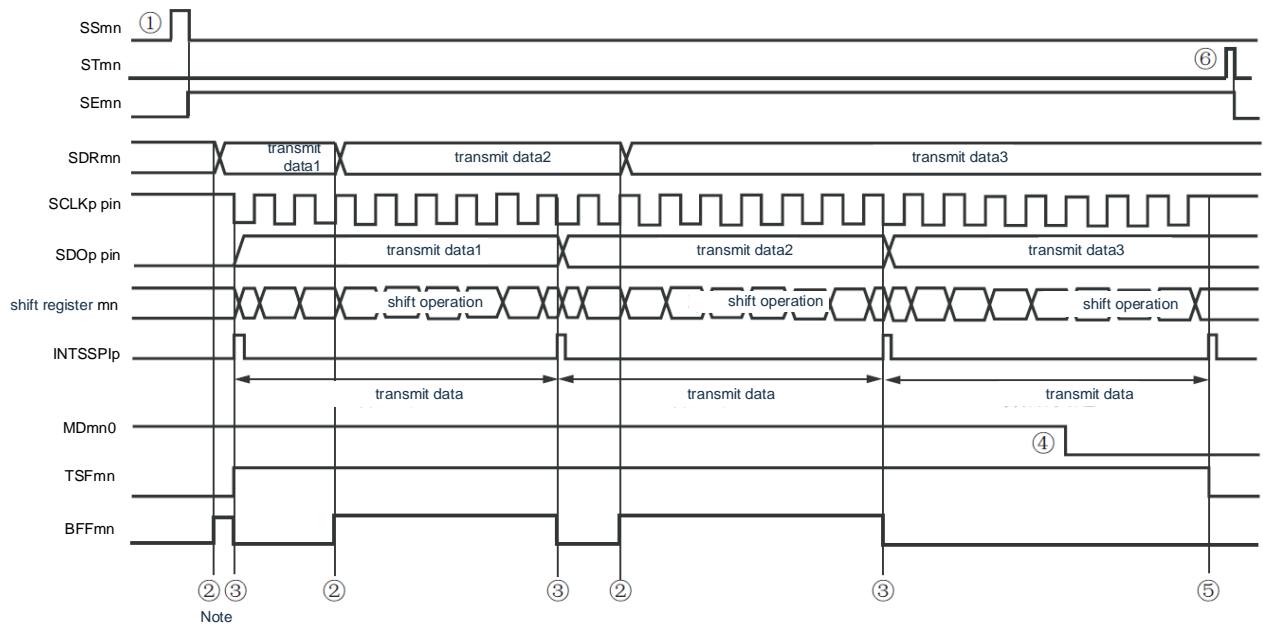 SSmn ①
STmn ⑥
SEmn
SDRmn transmit data1 transmit data2 transmit data3
SCLKp pin
SDOp pin transmit data1 transmit data2 transmit data3
shift register mn shift operation shift operation shift operation
INTSSPIp
transmit data transmit data transmit data
MDmn0 ④
TSFmn
BFFmn
② ③ ② ③ ② ③ ⑤
Note